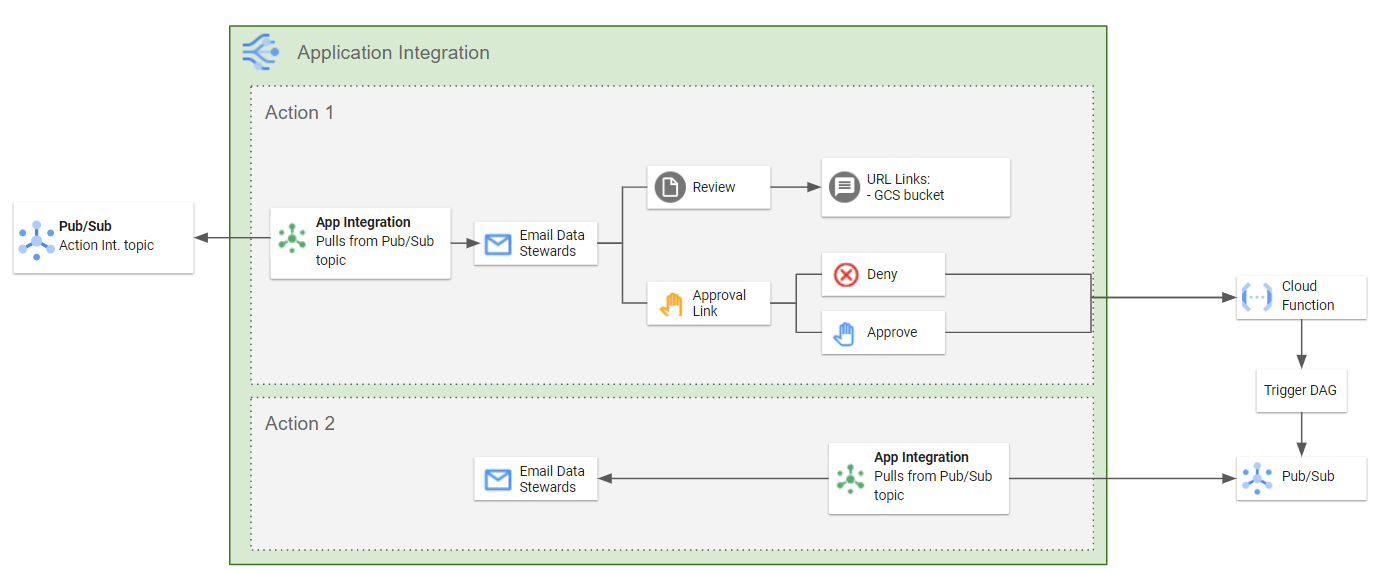 Application Integration
Action 1
Pub/Sub
Action Int. topic
App Integration
Pulls from Pub/Sub
topic
Email Data
Stewards
Review
URL Links:
- GCS bucket
Approval
Link
Deny
Approve
Cloud
Function
Trigger DAG
Pub/Sub
Action 2
Email Data
Stewards
App Integration
Pulls from Pub/Sub
topic